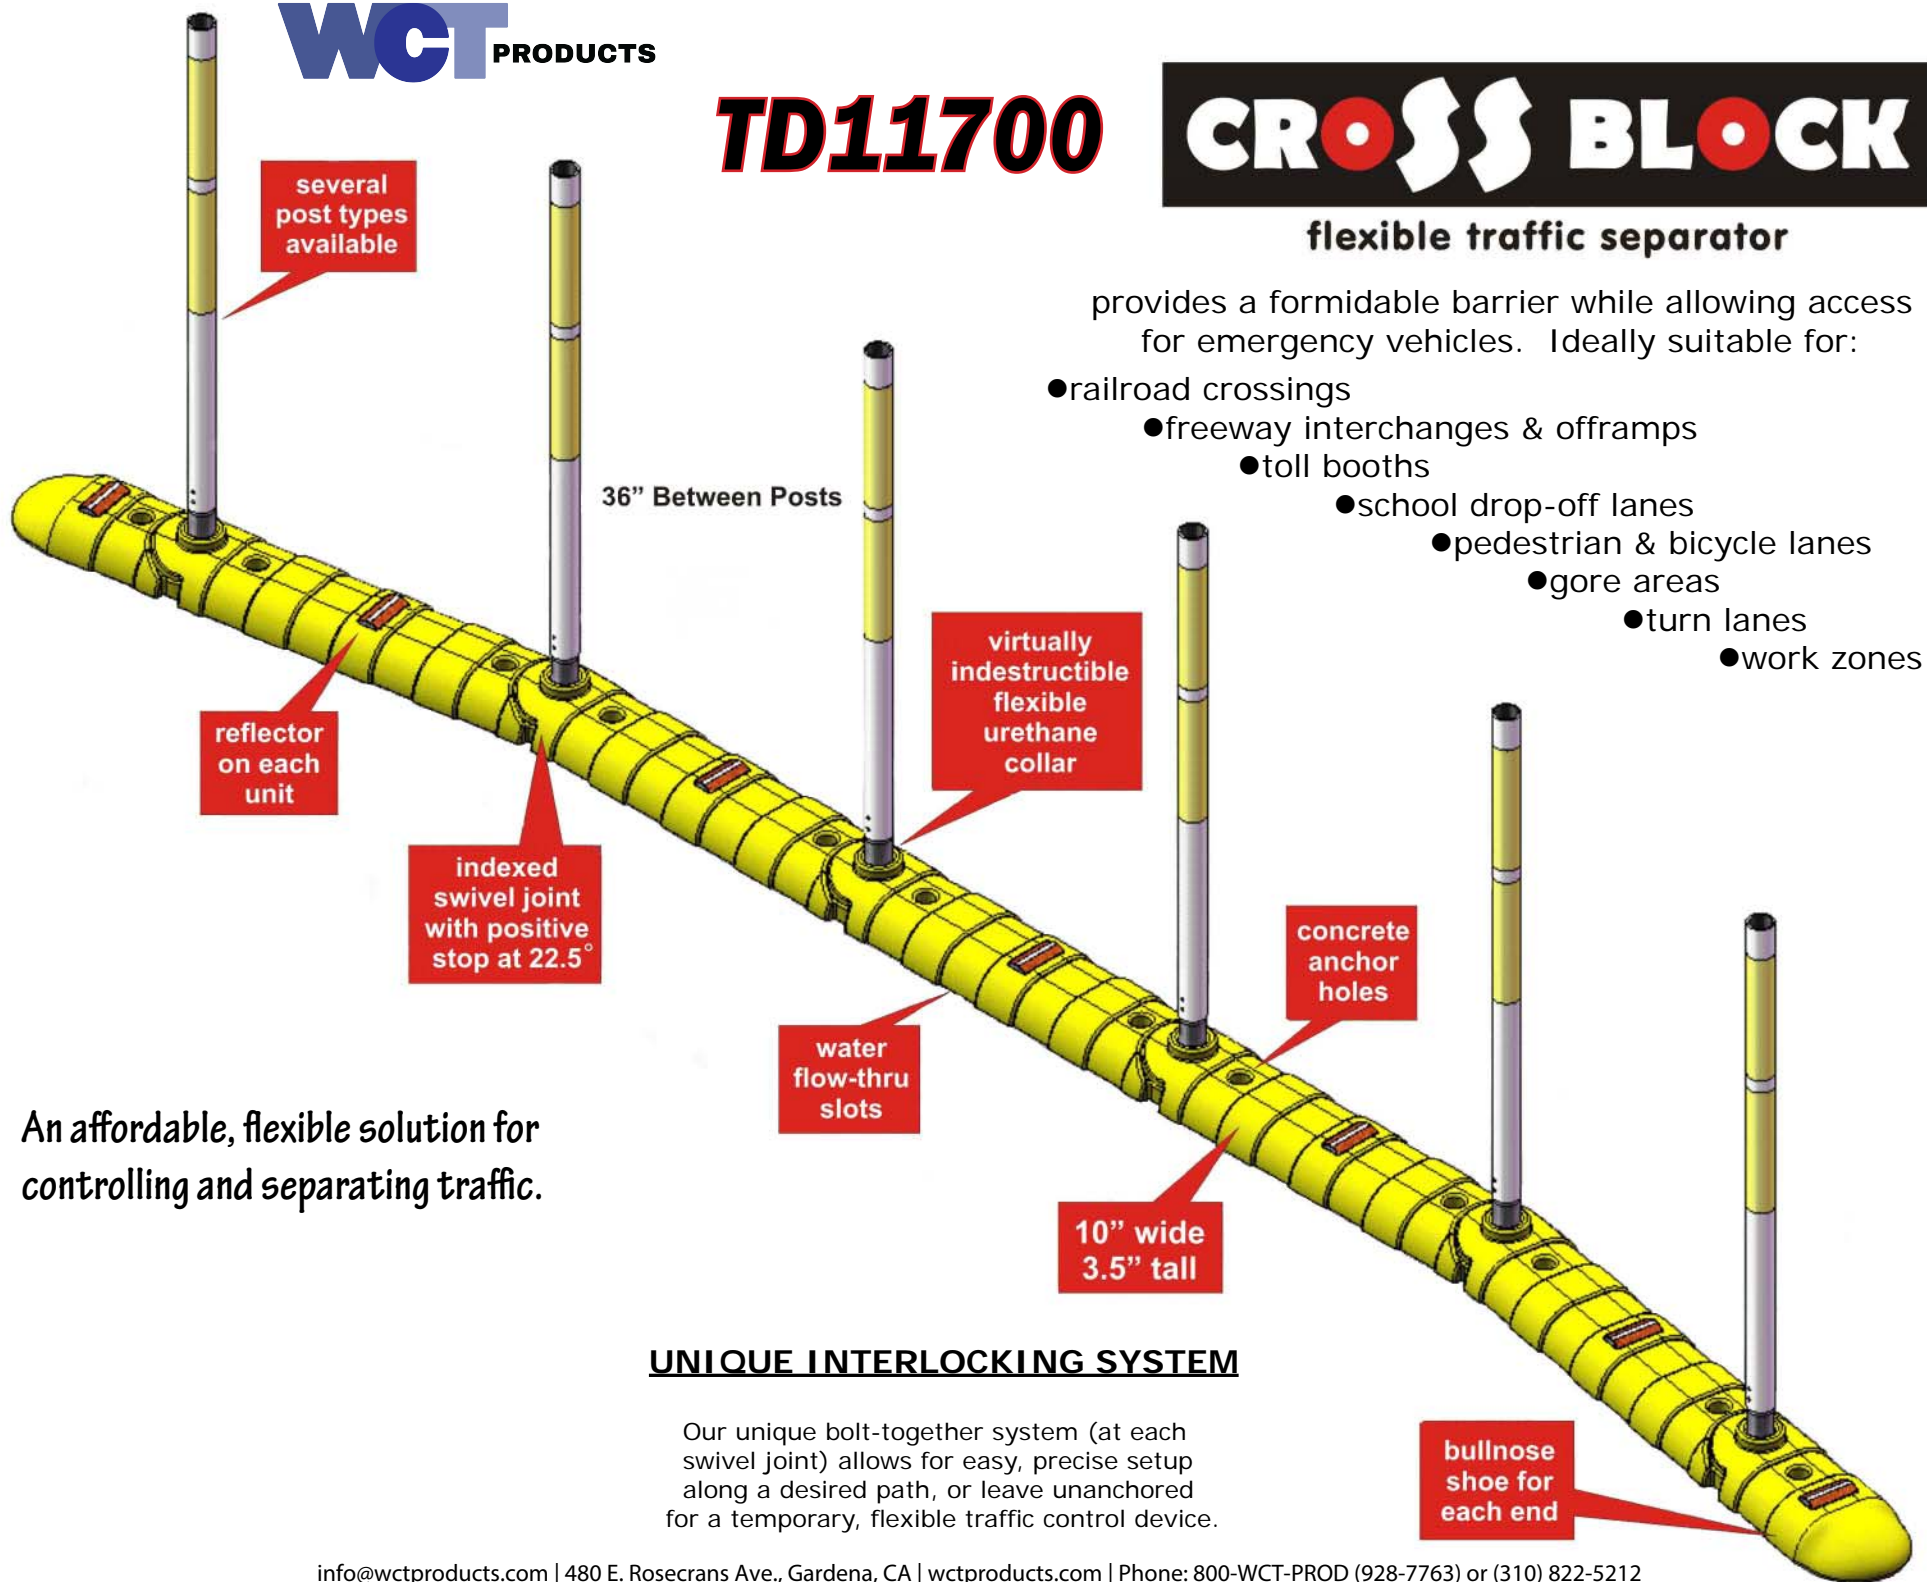 WCT PRODUCTS
TD11700
CROSS BLOCK
flexible traffic separator
provides a formidable barrier while allowing access
for emergency vehicles. Ideally suitable for:
●railroad crossings
●freeway interchanges & offramps
●toll booths
●school drop-off lanes
●pedestrian & bicycle lanes
●gore areas
●turn lanes
●work zones
several
post types
available
36” Between Posts
virtually
indestructible
flexible
urethane
collar
reflector
on each
unit
indexed
swivel joint
with positive
stop at 22.5°
concrete
anchor
holes
water
flow-thru
slots
An affordable, flexible solution for
controlling and separating traffic.
10” wide
3.5” tall
UNIQUE INTERLOCKING SYSTEM
Our unique bolt-together system (at each
swivel joint) allows for easy, precise setup
along a desired path, or leave unanchored
for a temporary, flexible traffic control device.
bullnose
shoe for
each end
info@wctproducts.com | 480 E. Rosecrans Ave., Gardena, CA | wctproducts.com | Phone: 800-WCT-PROD (928-7763) or (310) 822-5212